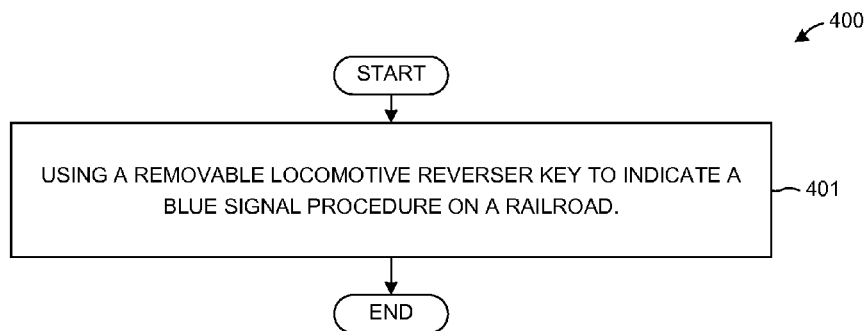 400
START
USING A REMOVABLE LOCOMOTIVE REVERSER KEY TO INDICATE A
BLUE SIGNAL PROCEDURE ON A RAILROAD.
401
END